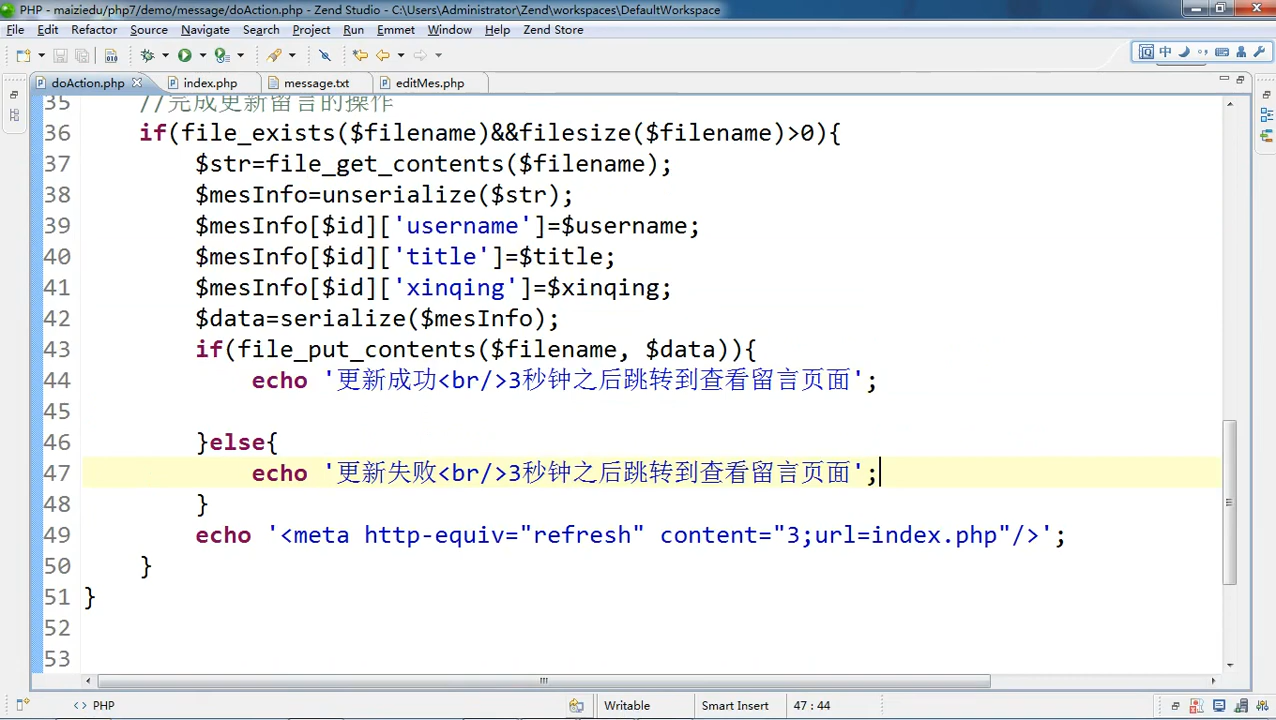 PHP - maiziedu/php7/demo/message/doAction.php - Zend Studio - C:\Users\Administrator\Zend\workspaces\DefaultWorkspace
File Edit Refactor Source Navigate Search Project Run Emmet Window Help Zend Store
中
doAction.php index.php message.txt editMes.php
35 //完成更新留言的操作
36 if(file_exists($filename)&&filesize($filename)>0){
37 $str=file_get_contents($filename);
38 $mesInfo=unserialize($str);
39 $mesInfo[$id]['username']=$username;
40 $mesInfo[$id]['title']=$title;
41 $mesInfo[$id]['xinqing']=$xinqing;
42 $data=serialize($mesInfo);
43 if(file_put_contents($filename, $data)){
44 echo '更新成功<br/>3秒钟之后跳转到查看留言页面';
45
46 }else{
47 echo '更新失败<br/>3秒钟之后跳转到查看留言页面';
48 }
49 echo '<meta http-equiv="refresh" content="3;url=index.php"/>';
50 }
51 }
52
53
<> PHP Writable Smart Insert 47 : 44